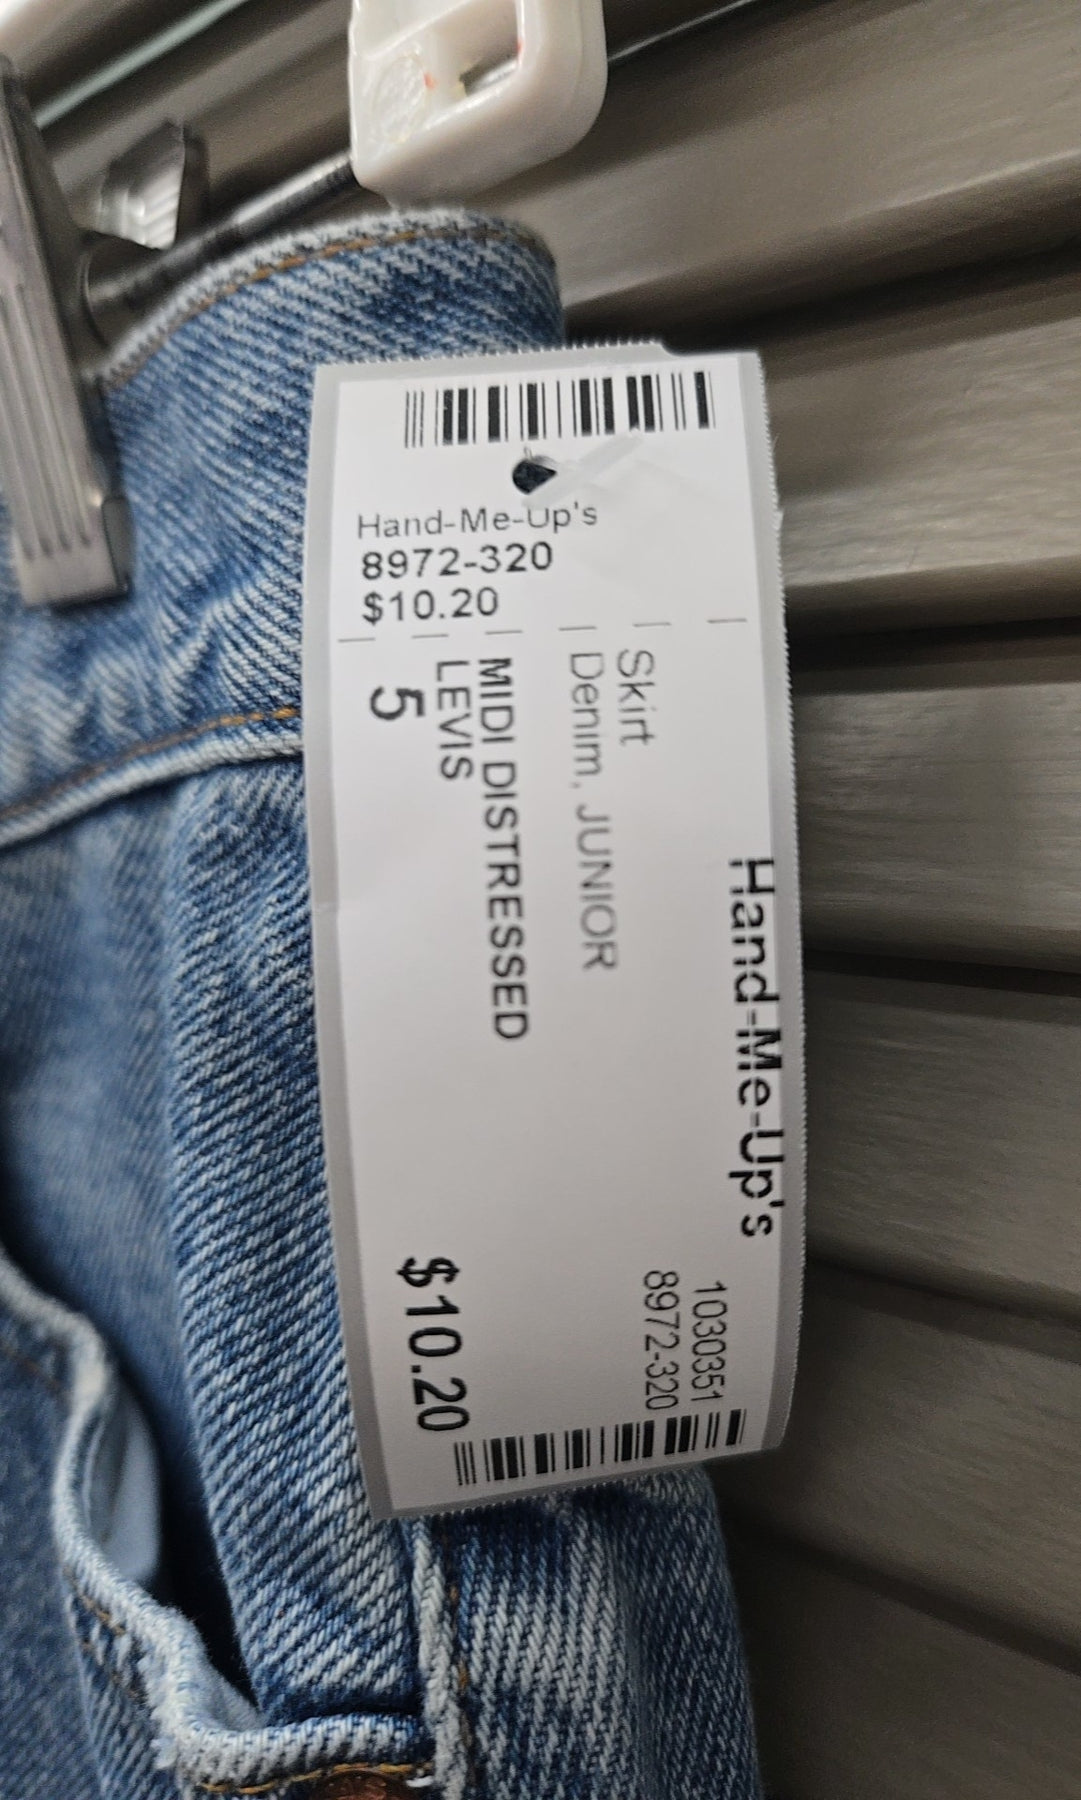 Hand-Me-Up's
8972-320
$10.20
Hand-Me-Up's
1030351
8972-320
Skirt
Denim, JUNIOR
MIDI DISTRESSED
LEVIS
5
$10.20